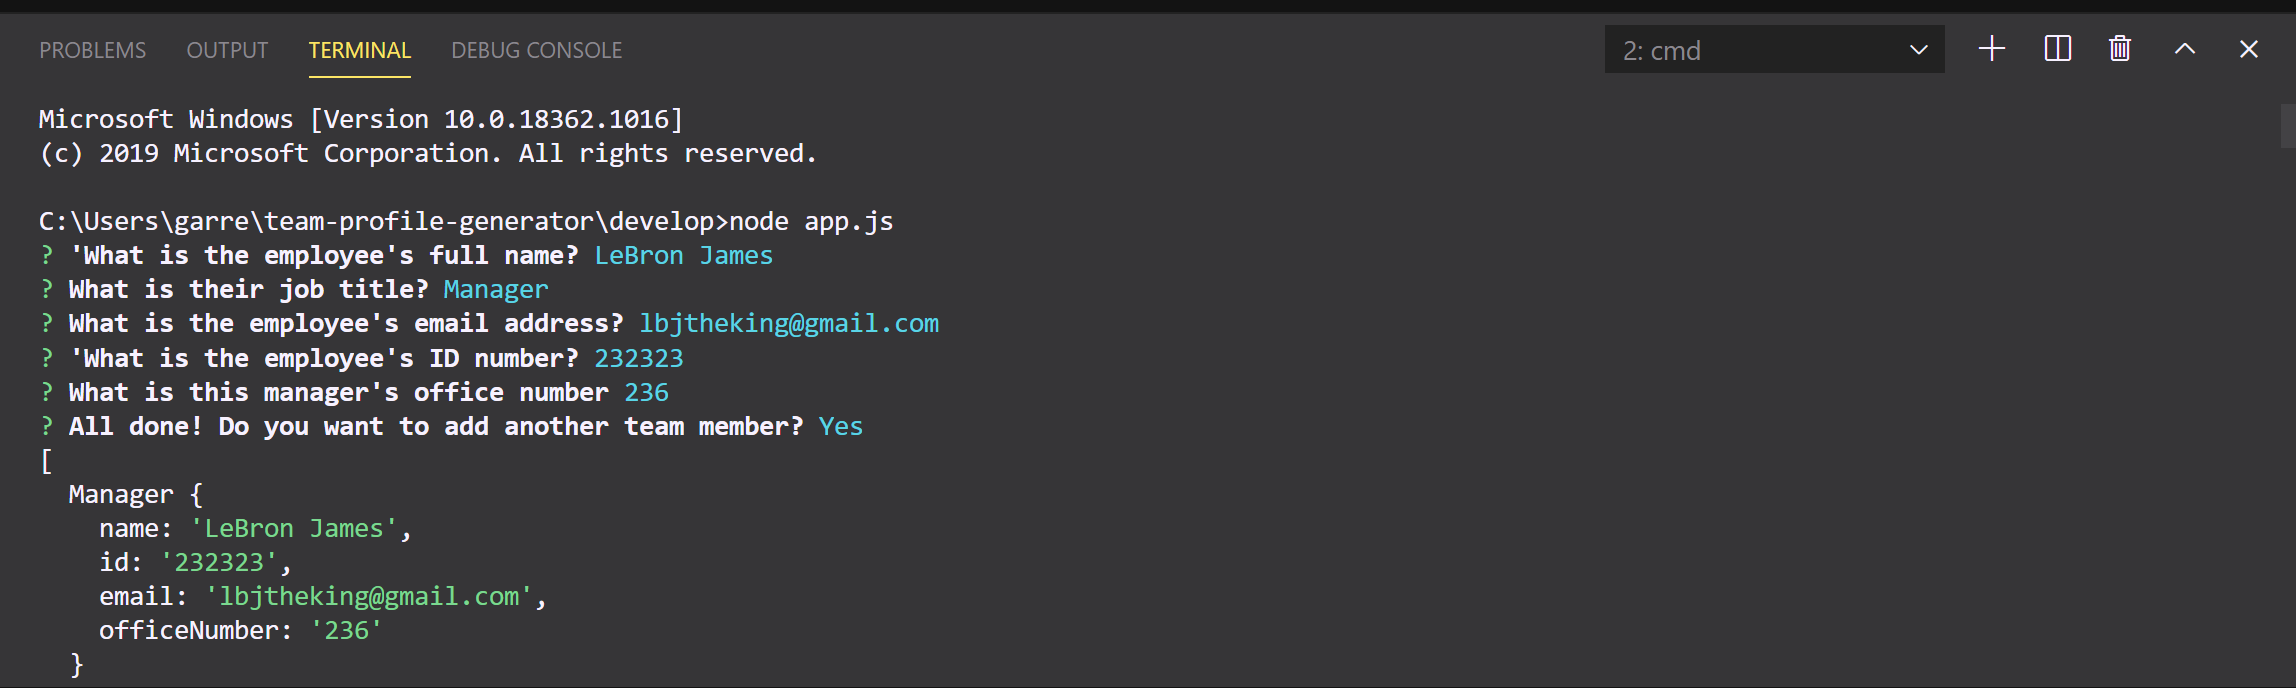 PROBLEMS OUTPUT TERMINAL DEBUG CONSOLE 2: cmd
Microsoft Windows [Version 10.0.18362.1016]
(c) 2019 Microsoft Corporation. All rights reserved.
C:\Users\garre\team-profile-generator\develop>node app.js
? 'What is the employee's full name? LeBron James
? What is their job title? Manager
? What is the employee's email address? lbjtheking@gmail.com
? 'What is the employee's ID number? 232323
? What is this manager's office number 236
? All done! Do you want to add another team member? Yes
[
  Manager {
    name: 'LeBron James',
    id: '232323',
    email: 'lbjtheking@gmail.com',
    officeNumber: '236'
  }